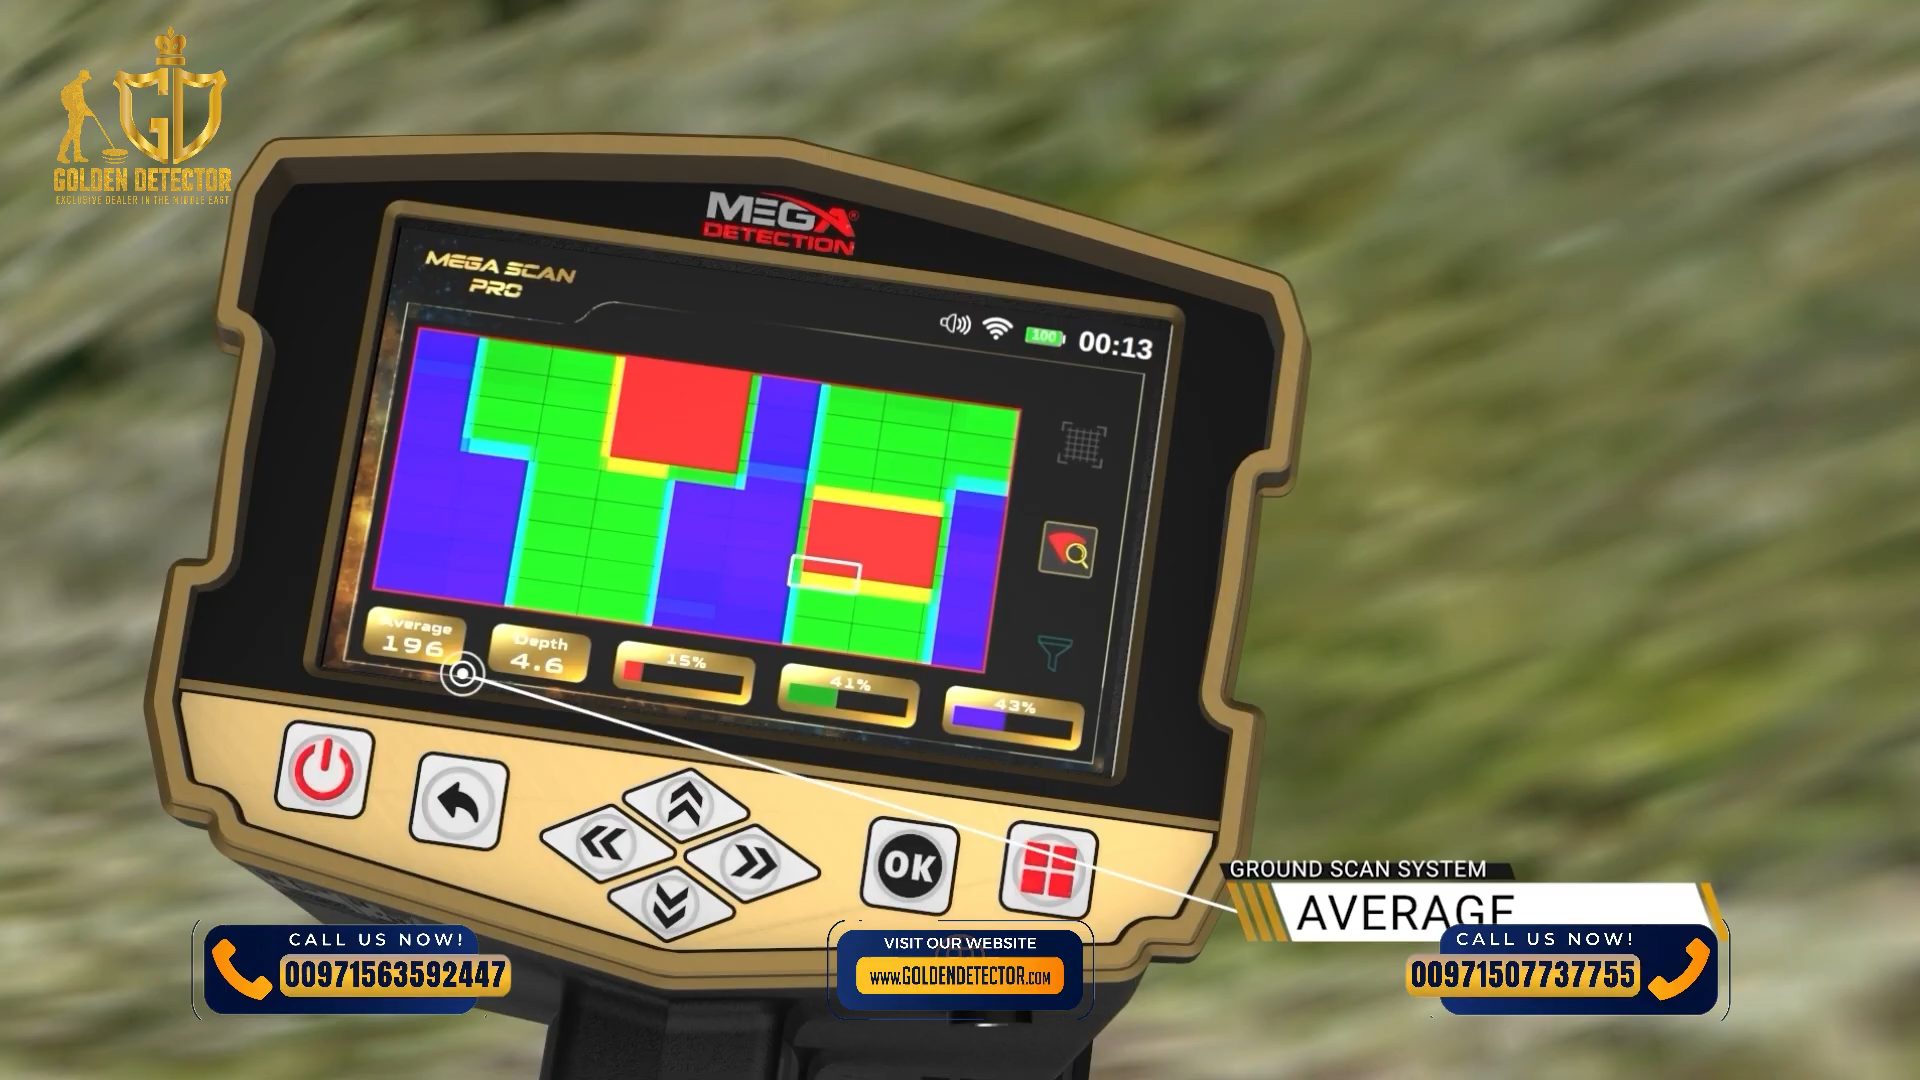 GD
GOLDEN DETECTOR
EXCLUSIVE DEALER IN THE MIDDLE EAST
MEGA®
DETECTION
MEGA SCAN
PRO
100
00:13
Average
196
Depth
4.6
15%
41%
43%
OK
GROUND SCAN SYSTEM
AVERAGE
CALL US NOW!
00971563592447
VISIT OUR WEBSITE
WWW.GOLDENDETECTOR.COM
CALL US NOW!
00971507737755